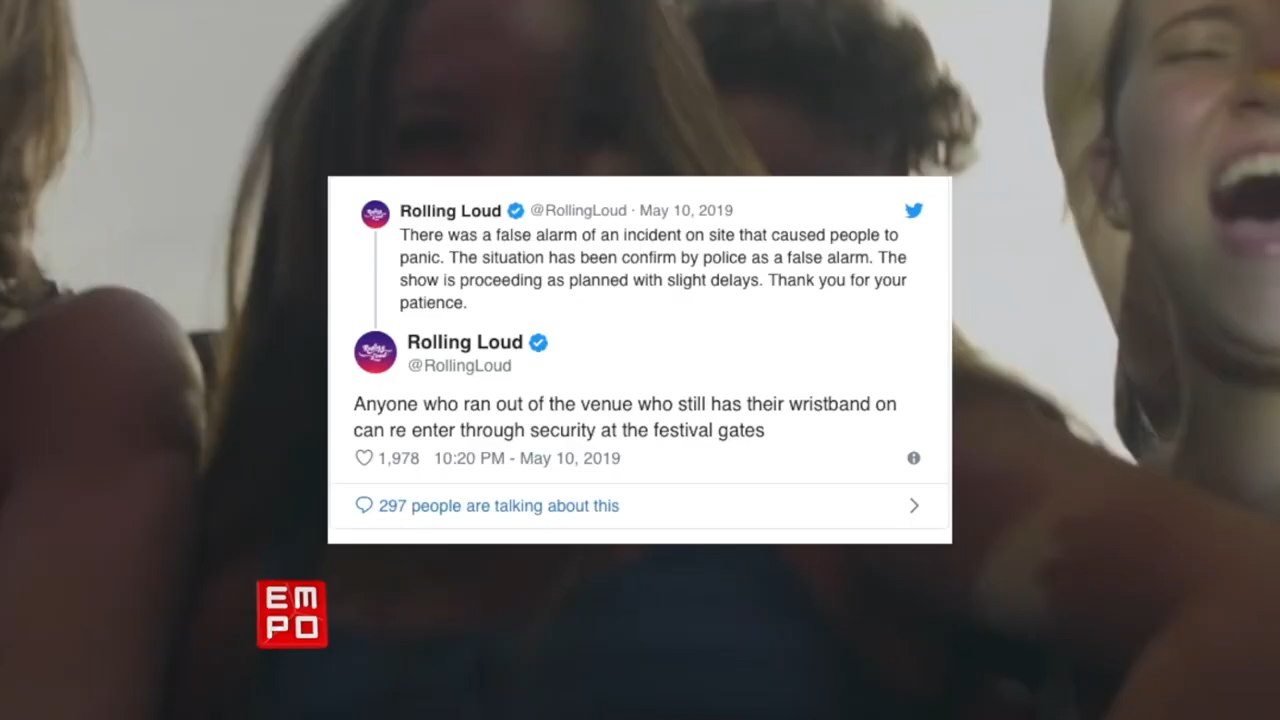 Rolling Loud @RollingLoud · May 10, 2019
There was a false alarm of an incident on site that caused people to
panic. The situation has been confirm by police as a false alarm. The
show is proceeding as planned with slight delays. Thank you for your
patience.
Rolling Loud
@RollingLoud
Anyone who ran out of the venue who still has their wristband on
can re enter through security at the festival gates
1,978 10:20 PM - May 10, 2019
297 people are talking about this
EM
PO